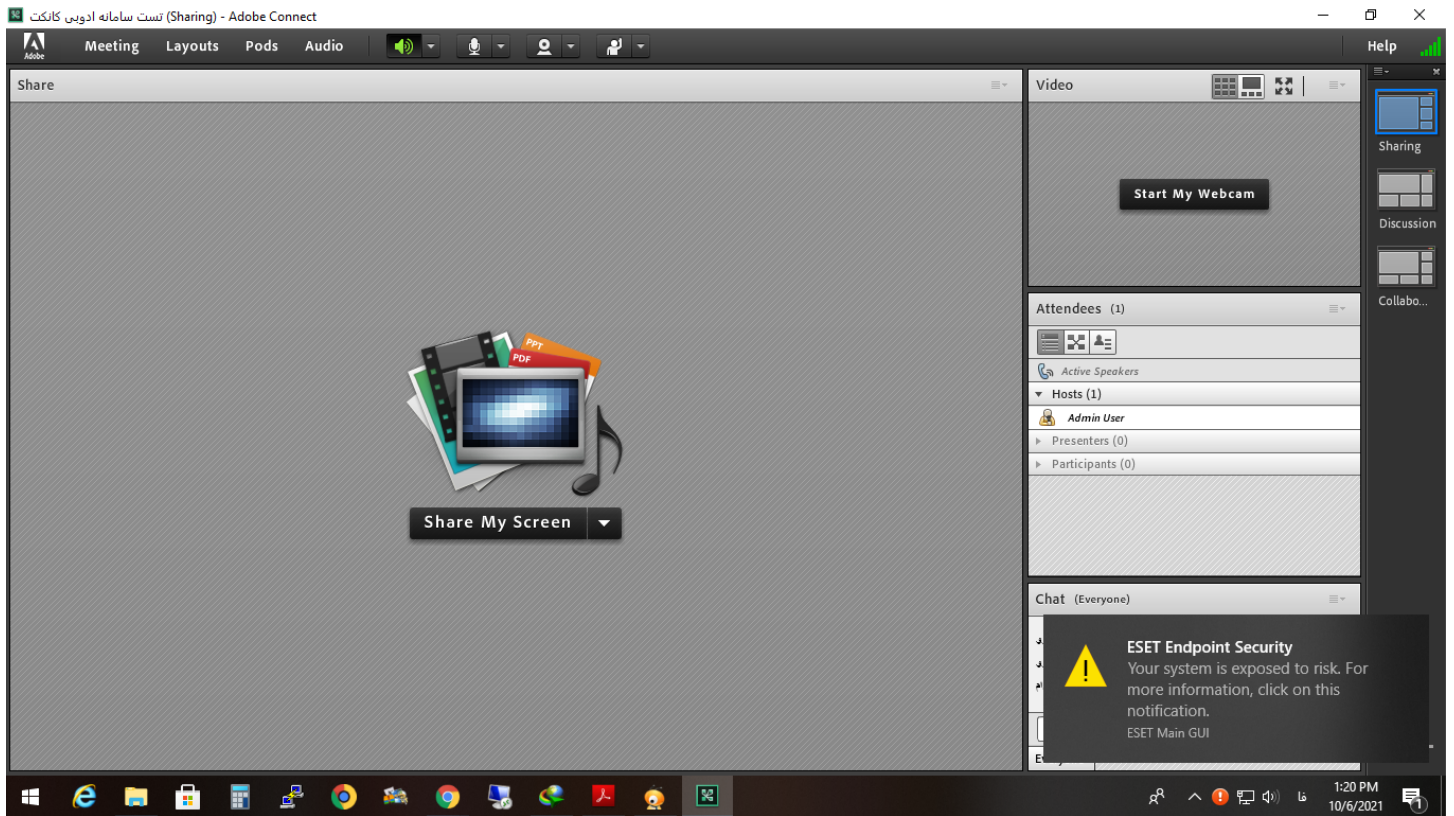 تست سامانه ادوبی کانکت (Sharing) - Adobe Connect
Adobe
Meeting Layouts Pods Audio
Help
Share
PPT
PDF
Share My Screen
Video
Start My Webcam
Attendees (1)
Active Speakers
Hosts (1)
Admin User
Presenters (0)
Participants (0)
Chat (Everyone)
ESET Endpoint Security
Your system is exposed to risk. For
more information, click on this
notification.
ESET Main GUI
Sharing
Discussion
Collabo...
فا
1:20 PM
10/6/2021
1